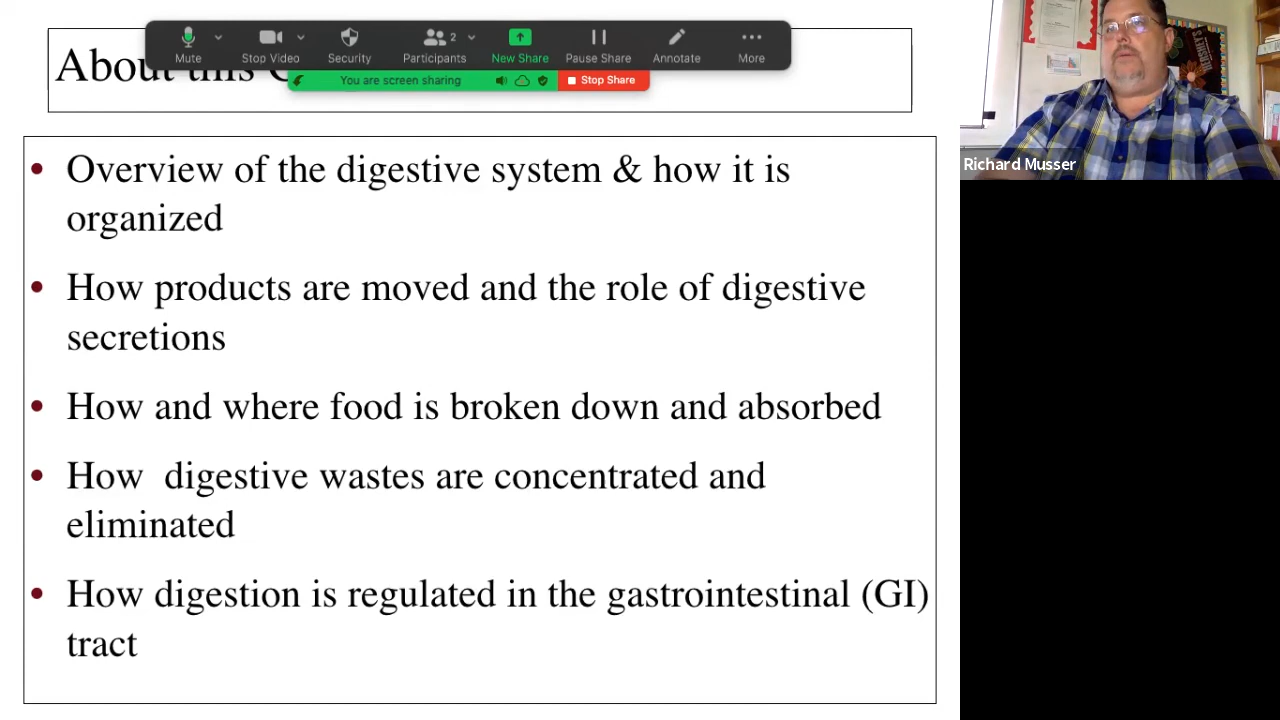 Mute
Stop Video
Security
2
Participants
New Share
Pause Share
Annotate
More
You are screen sharing
Stop Share
About this
Richard Musser
• Overview of the digestive system & how it is
organized
• How products are moved and the role of digestive
secretions
• How and where food is broken down and absorbed
• How digestive wastes are concentrated and
eliminated
• How digestion is regulated in the gastrointestinal (GI)
tract